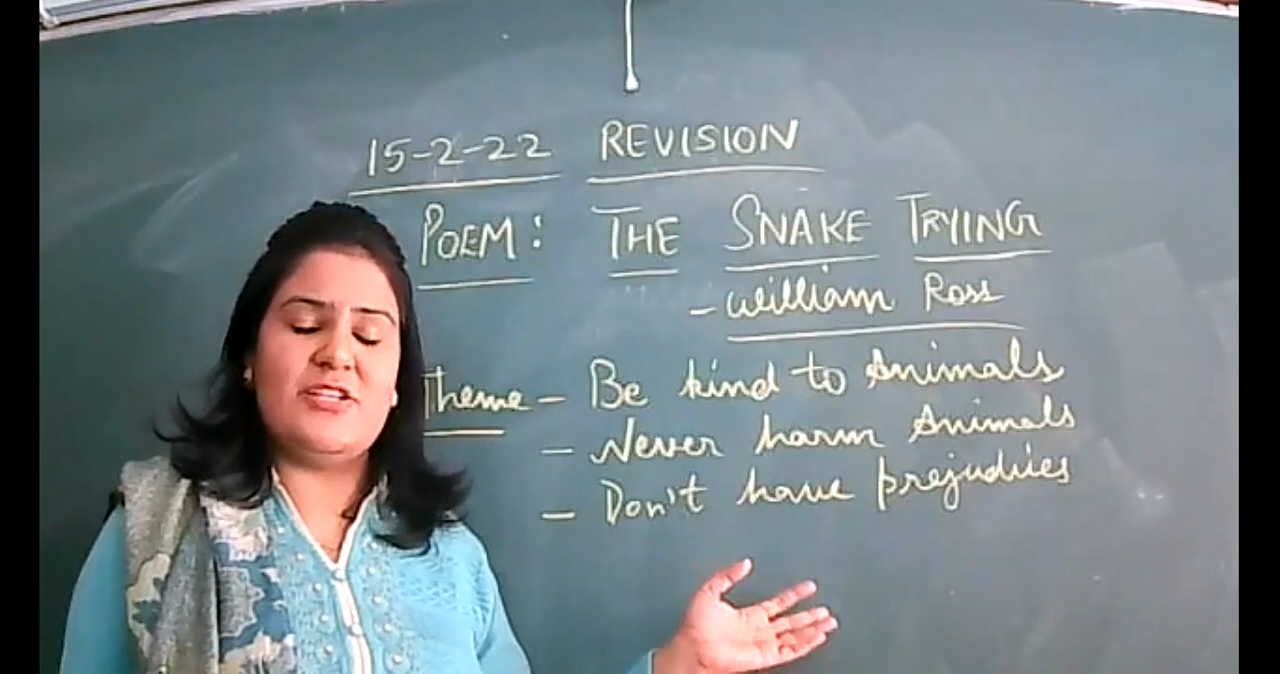 15-2-22 REVISION
POEM: THE SNAKE TRYING
- William Ross
Theme - Be kind to Animals
- Never harm Animals
- Don't have prejudices